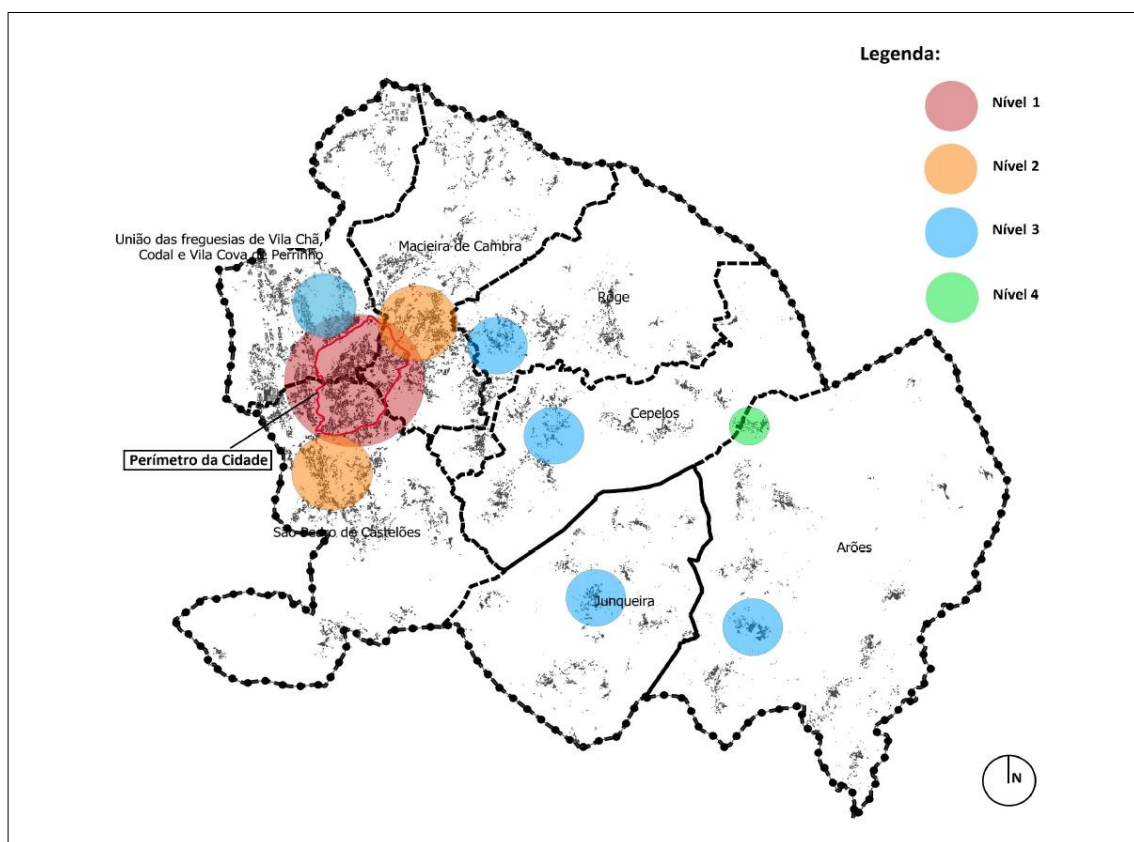 Legenda:
Nível 1
Nível 2
Nível 3
Nível 4
União das freguesias de Vila Chã,
Codal e Vila Cova de Perrinho
Macieira de Cambra
Roge
Cepelos
Perímetro da Cidade
São Pedro de Castelões
Arões
Junqueira
N